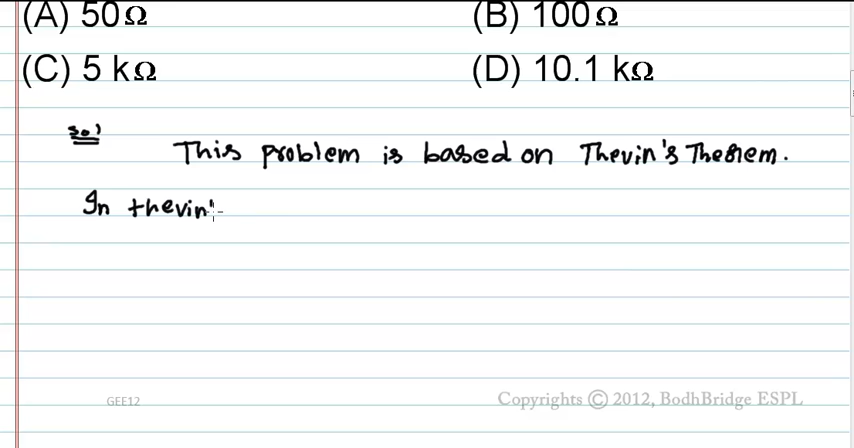 (A) 50Ω (B) 100Ω
(C) 5 kΩ (D) 10.1 kΩ
Sol
This problem is based on Thevin's Theorem.
In thevin'
GEE12 Copyrights © 2012, BodhBridge ESPL